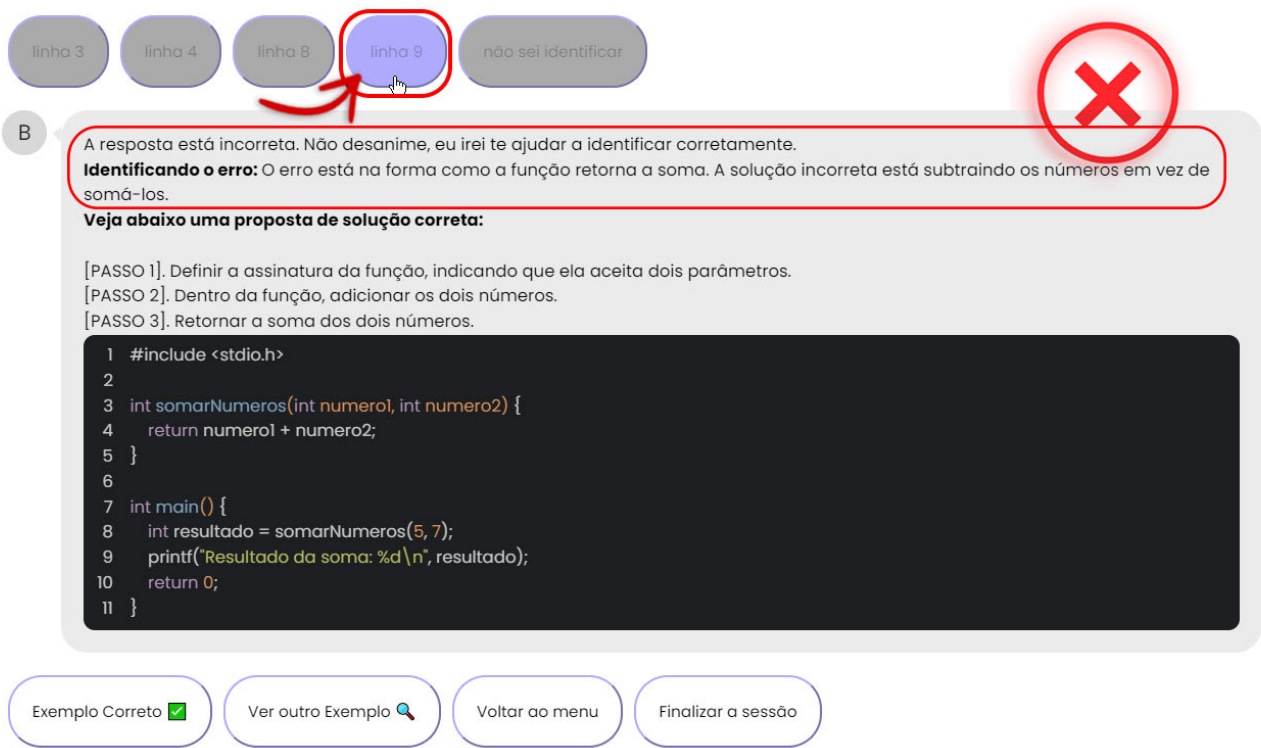 linha 3
linha 4
linha 8
linha 9
não sei identificar
B
A resposta está incorreta. Não desanime, eu irei te ajudar a identificar corretamente.
Identificando o erro: O erro está na forma como a função retorna a soma. A solução incorreta está subtraindo os números em vez de
somá-los.
Veja abaixo uma proposta de solução correta:
[PASSO 1]. Definir a assinatura da função, indicando que ela aceita dois parâmetros.
[PASSO 2]. Dentro da função, adicionar os dois números.
[PASSO 3]. Retornar a soma dos dois números.
1 #include <stdio.h>
2
3 int somarNumeros(int numero1, int numero2) {
4 return numero1 + numero2;
5 }
6
7 int main() {
8 int resultado = somarNumeros(5, 7);
9 printf("Resultado da soma: %d\n", resultado);
10 return 0;
11 }
Exemplo Correto ✅
Ver outro Exemplo 🔍
Voltar ao menu
Finalizar a sessão